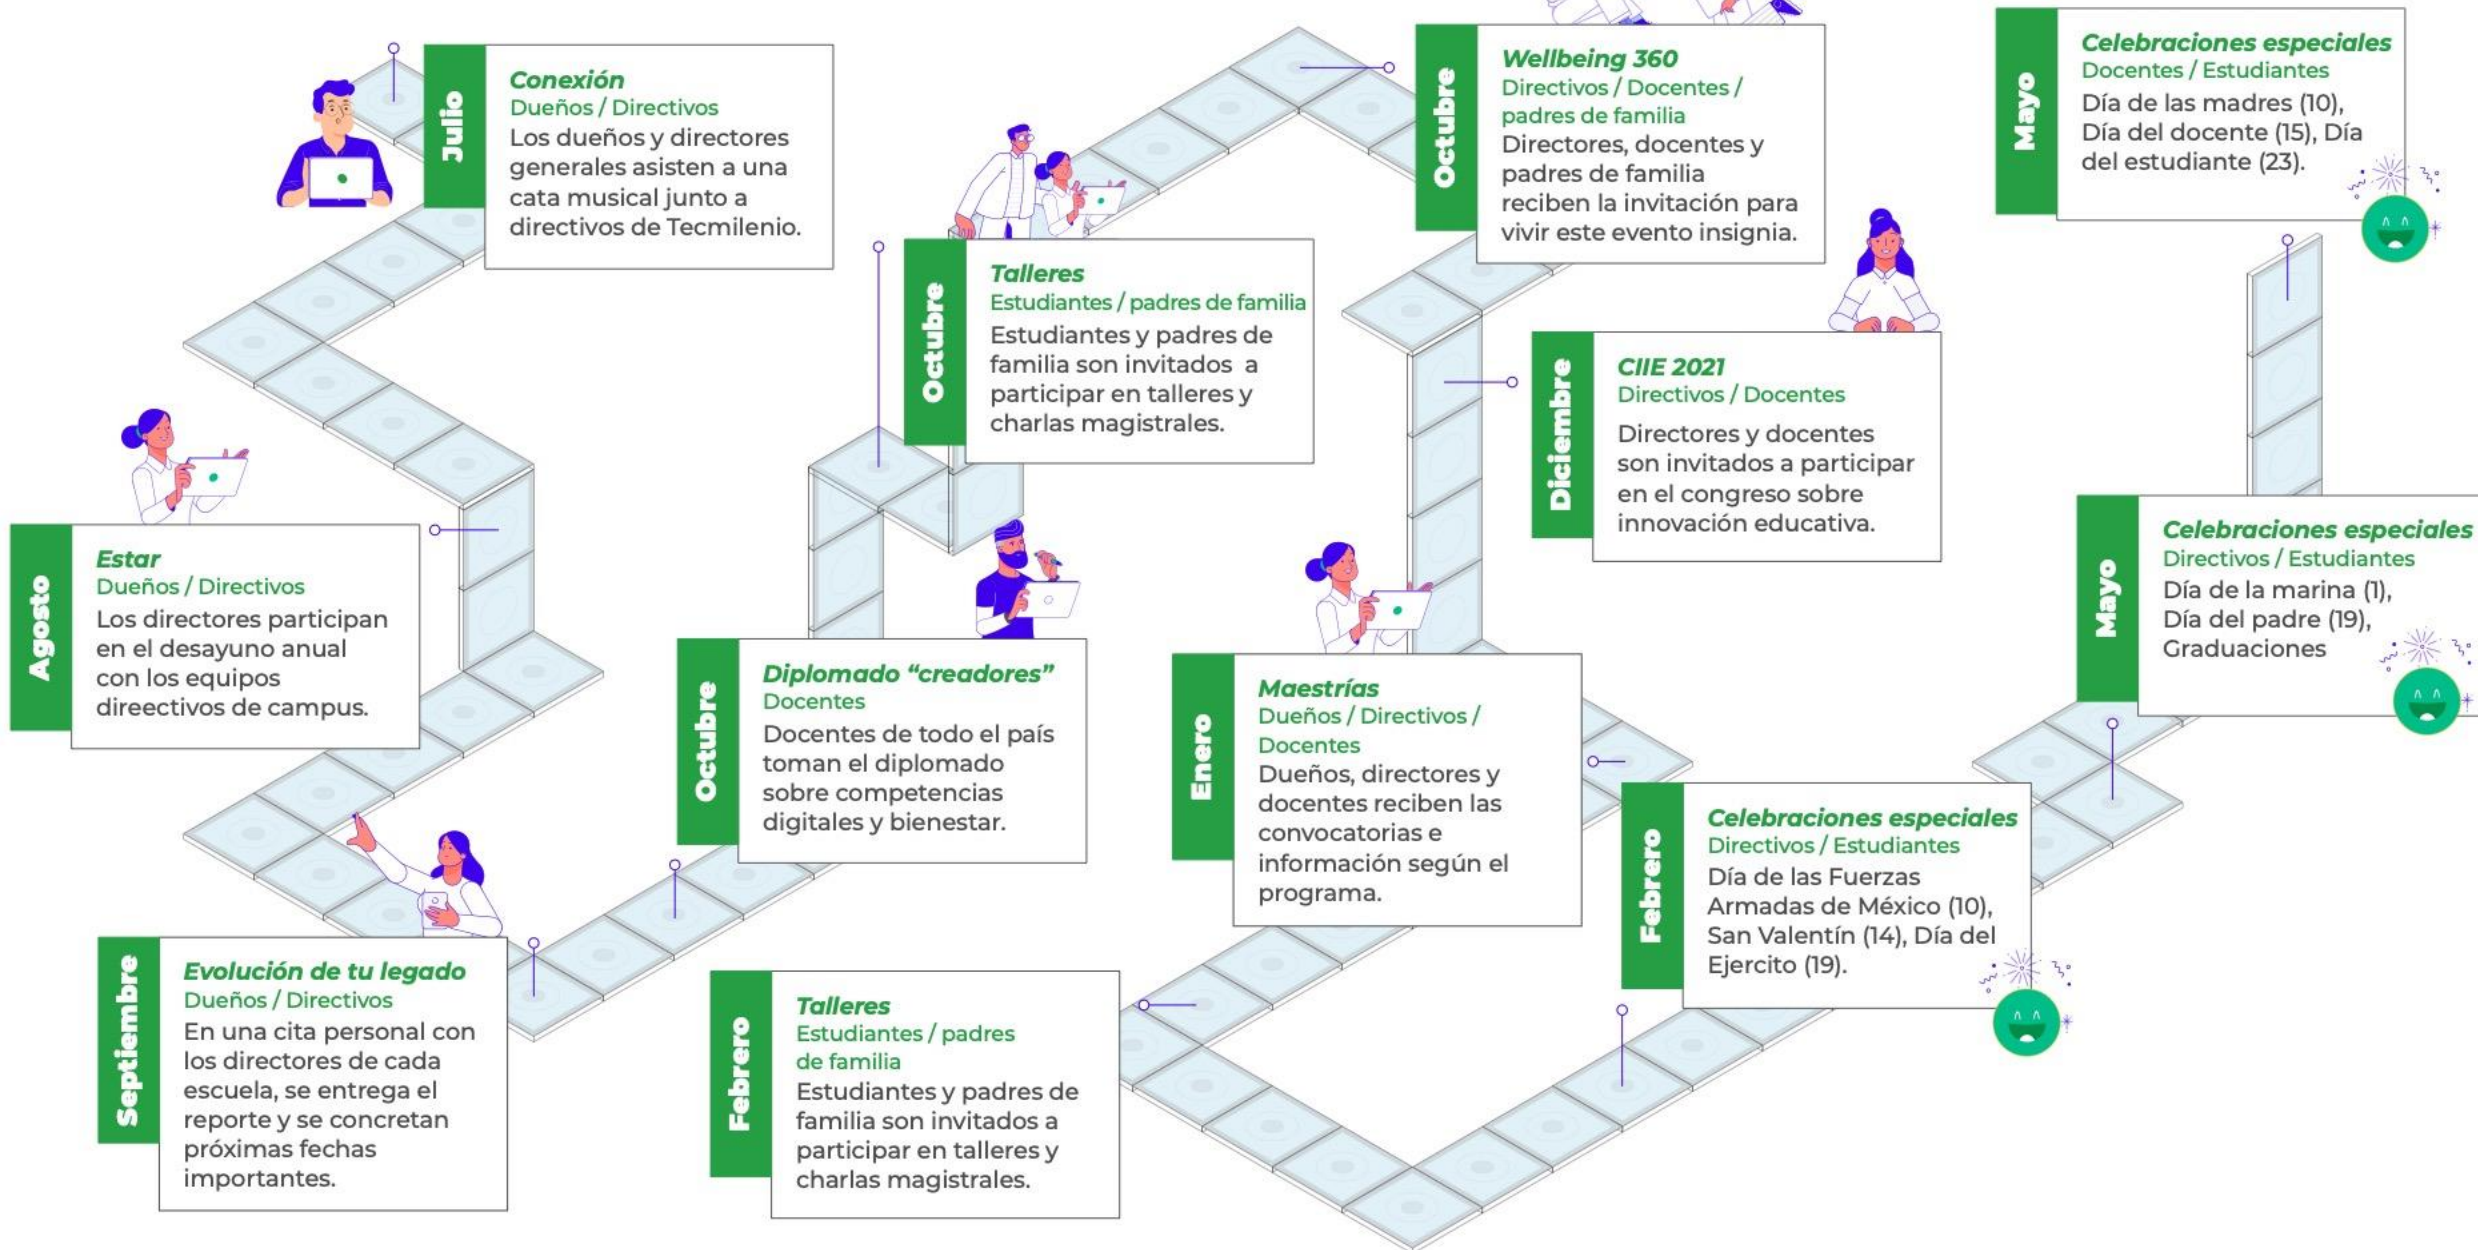 Julio
Conexión
Dueños / Directivos
Los dueños y directores
generales asisten a una
cata musical junto a
directivos de Tecmilenio.
Agosto
Estar
Dueños / Directivos
Los directores participan
en el desayuno anual
con los equipos
direectivos de campus.
Septiembre
Evolución de tu legado
Dueños / Directivos
En una cita personal con
los directores de cada
escuela, se entrega el
reporte y se concretan
próximas fechas
importantes.
Octubre
Diplomado “creadores”
Docentes
Docentes de todo el país
toman el diplomado
sobre competencias
digitales y bienestar.
Octubre
Talleres
Estudiantes / padres de familia
Estudiantes y padres de
familia son invitados a
participar en talleres y
charlas magistrales.
Octubre
Wellbeing 360
Directivos / Docentes /
padres de familia
Directores, docentes y
padres de familia
reciben la invitación para
vivir este evento insignia.
Diciembre
CIIE 2021
Directivos / Docentes
Directores y docentes
son invitados a participar
en el congreso sobre
innovación educativa.
Enero
Maestrías
Dueños / Directivos /
Docentes
Dueños, directores y
docentes reciben las
convocatorias e
información según el
programa.
Febrero
Talleres
Estudiantes / padres
de familia
Estudiantes y padres de
familia son invitados a
participar en talleres y
charlas magistrales.
Febrero
Celebraciones especiales
Directivos / Estudiantes
Día de las Fuerzas
Armadas de México (10),
San Valentín (14), Día del
Ejercito (19).
Mayo
Celebraciones especiales
Directivos / Estudiantes
Día de la marina (1),
Día del padre (19),
Graduaciones
Mayo
Celebraciones especiales
Docentes / Estudiantes
Día de las madres (10),
Día del docente (15), Día
del estudiante (23).